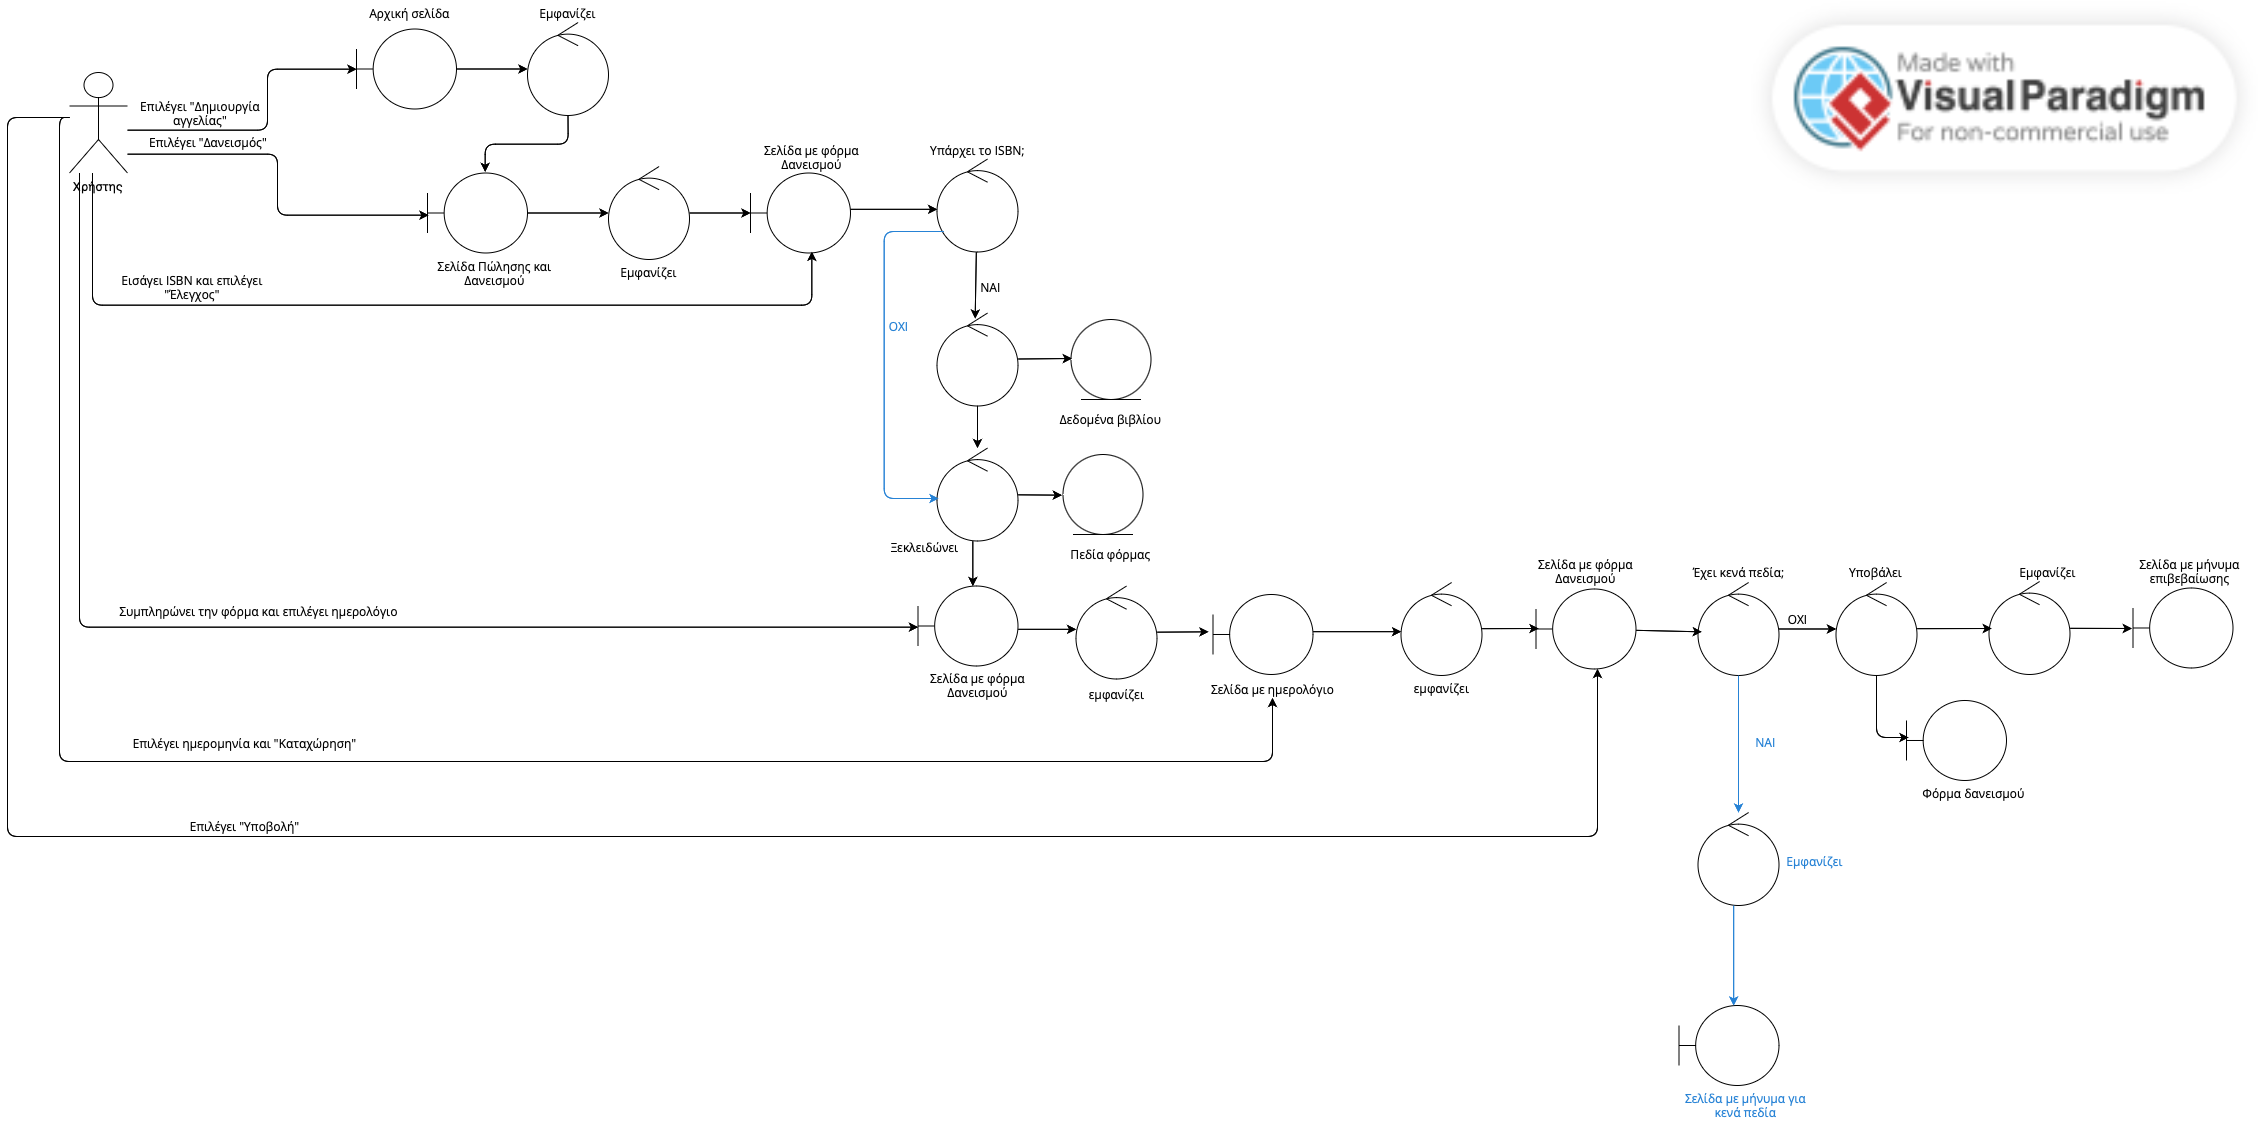 Αρχική σελίδα
Εμφανίζει
Made with
Visual Paradigm
For non-commercial use
Επιλέγει "Δημιουργία
αγγελίας"
Επιλέγει "Δανεισμός"
Χρήστης
Σελίδα με φόρμα
Δανεισμού
Υπάρχει το ISBN;
Σελίδα Πώλησης και
Δανεισμού
Εμφανίζει
Εισάγει ISBN και επιλέγει
"Έλεγχος"
ΝΑΙ
ΟΧΙ
Δεδομένα βιβλίου
Ξεκλειδώνει
Πεδία φόρμας
Σελίδα με φόρμα
Δανεισμού
Έχει κενά πεδία;
Υποβάλει
Εμφανίζει
Σελίδα με μήνυμα
επιβεβαίωσης
Συμπληρώνει την φόρμα και επιλέγει ημερολόγιο
ΟΧΙ
Σελίδα με φόρμα
Δανεισμού
εμφανίζει
Σελίδα με ημερολόγιο
εμφανίζει
Επιλέγει ημερομηνία και "Καταχώρηση"
ΝΑΙ
Φόρμα δανεισμού
Επιλέγει "Υποβολή"
Εμφανίζει
Σελίδα με μήνυμα για
κενά πεδία